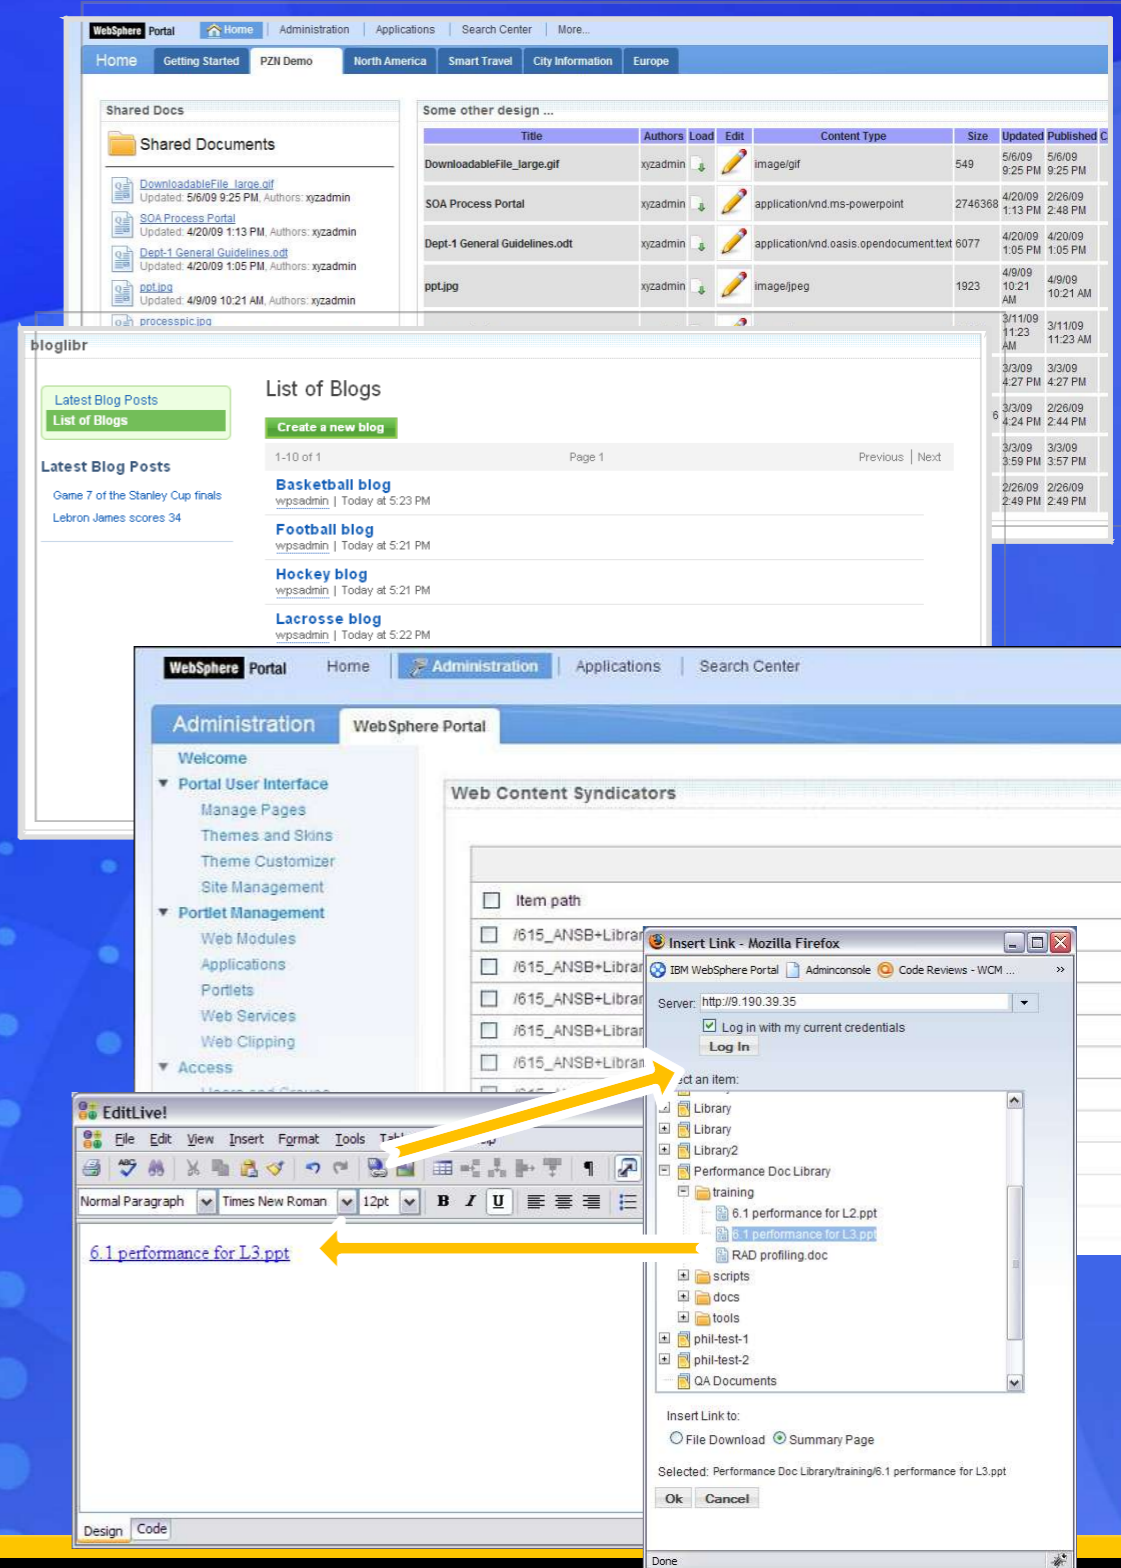 WebSphere Portal Home Administration Applications Search Center More...
Home Getting Started PZN Demo North America Smart Travel City Information Europe
Shared Docs
Shared Documents
DownloadableFile_large.gif
Updated: 5/6/09 9:25 PM, Authors: xyzadmin
SOA Process Portal
Updated: 4/20/09 1:13 PM, Authors: xyzadmin
Dept-1 General Guidelines.odt
Updated: 4/20/09 1:05 PM, Authors: xyzadmin
ppt.jpg
Updated: 4/9/09 10:21 AM, Authors: xyzadmin
processpic.jpg
Some other design ...
Title Authors Load Edit Content Type Size Updated Published C
DownloadableFile_large.gif xyzadmin image/gif 549 5/6/09 9:25 PM 5/6/09 9:25 PM
SOA Process Portal xyzadmin application/vnd.ms-powerpoint 2746368 4/20/09 1:13 PM 2/26/09 2:48 PM
Dept-1 General Guidelines.odt xyzadmin application/vnd.oasis.opendocument.text 6077 4/20/09 1:05 PM 4/20/09 1:05 PM
ppt.jpg xyzadmin image/jpeg 1923 4/9/09 10:21 AM 4/9/09 10:21 AM
3/11/09 11:23 AM 3/11/09 11:23 AM
3/3/09 4:27 PM 3/3/09 4:27 PM
6 3/3/09 4:24 PM 2/26/09 2:44 PM
3/3/09 3:59 PM 3/3/09 3:57 PM
2/26/09 2:49 PM 2/26/09 2:49 PM
bloglibr
Latest Blog Posts
List of Blogs
Latest Blog Posts
Game 7 of the Stanley Cup finals
Lebron James scores 34
List of Blogs
Create a new blog
1-10 of 1 Page 1 Previous | Next
Basketball blog
wpsadmin | Today at 5:23 PM
Football blog
wpsadmin | Today at 5:21 PM
Hockey blog
wpsadmin | Today at 5:21 PM
Lacrosse blog
wpsadmin | Today at 5:22 PM
WebSphere Portal Home Administration Applications Search Center
Administration WebSphere Portal
Welcome
Portal User Interface
Manage Pages
Themes and Skins
Theme Customizer
Site Management
Portlet Management
Web Modules
Applications
Portlets
Web Services
Web Clipping
Access
Web Content Syndicators
Item path
/615_ANSB+Librar
/615_ANSB+Librar
/615_ANSB+Librar
/615_ANSB+Librar
/615_ANSB+Librar
Insert Link - Mozilla Firefox
IBM WebSphere Portal Adminconsole Code Reviews - WCM ... »
Server: http://9.190.39.35
Log in with my current credentials
Log In
ect an item:
Library
Library
Library2
Performance Doc Library
training
6.1 performance for L2.ppt
6.1 performance for L3.ppt
RAD profiling.doc
scripts
docs
tools
phil-test-1
phil-test-2
QA Documents
Insert Link to:
File Download Summary Page
Selected: Performance Doc Library/training/6.1 performance for L3.ppt
Ok Cancel
Done
EditLive!
File Edit View Insert Format Tools
Normal Paragraph Times New Roman 12pt B I U
6.1 performance for L3.ppt
Design Code